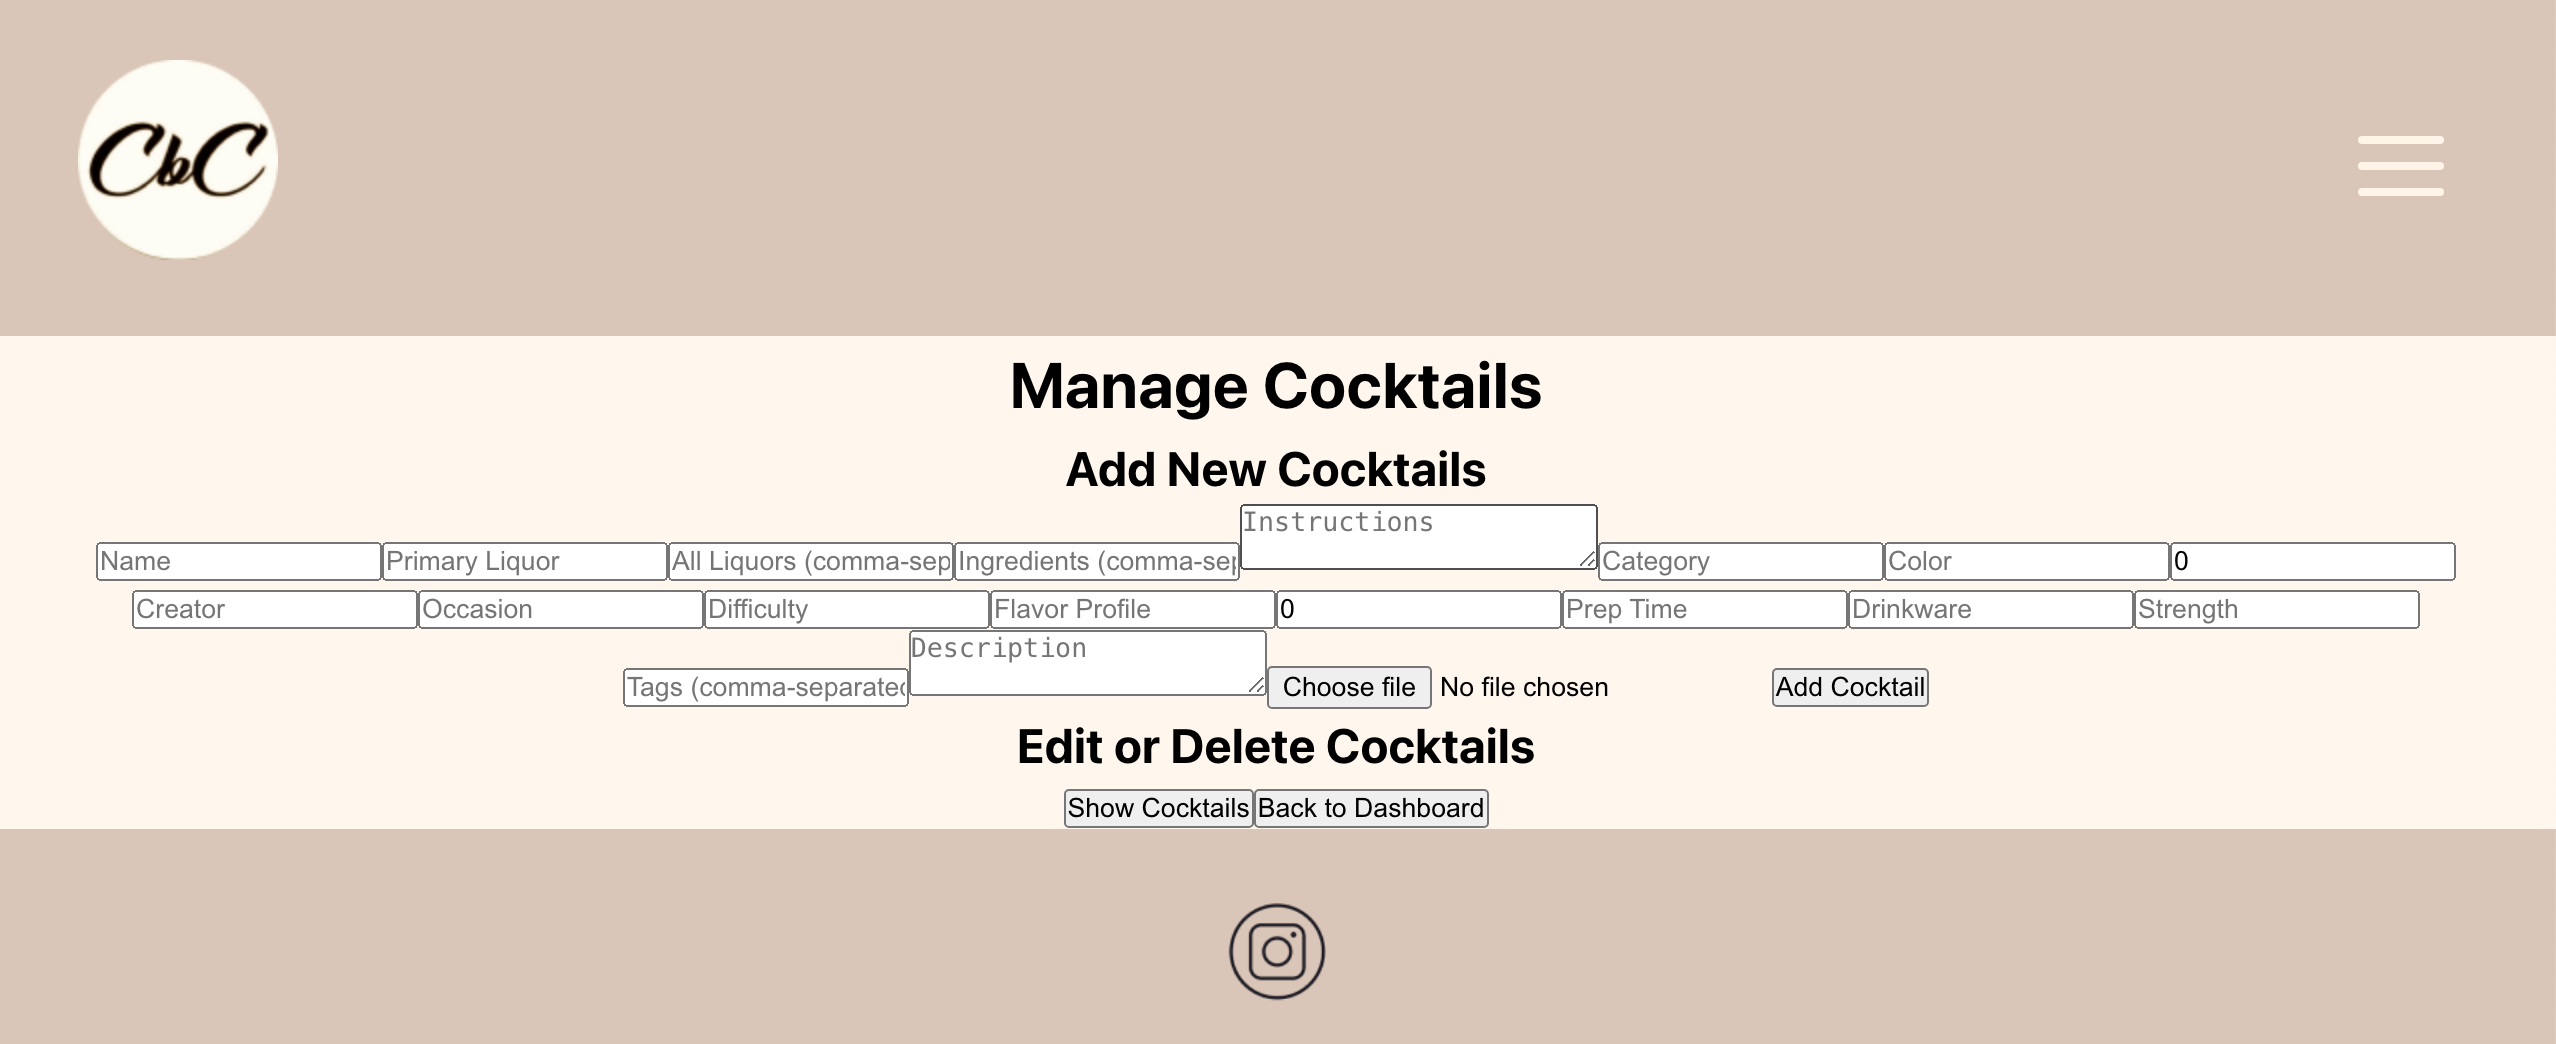 CbC
Manage Cocktails
Add New Cocktails
Name Primary Liquor All Liquors (comma-sep Ingredients (comma-sep Instructions Category Color 0
Creator Occasion Difficulty Flavor Profile 0 Prep Time Drinkware Strength
Tags (comma-separated Description Choose file No file chosen Add Cocktail
Edit or Delete Cocktails
Show Cocktails Back to Dashboard